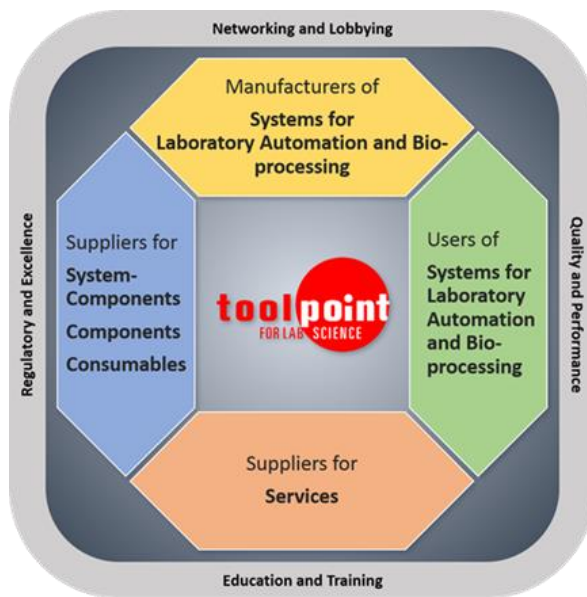 Networking and Lobbying
Manufacturers of
Systems for
Laboratory Automation and Bio-
processing
Regulatory and Excellence
Suppliers for
System-
Components
Components
Consumables
toolpoint
FOR LAB SCIENCE
Users of
Systems for
Laboratory
Automation
and Bio-
processing
Quality and Performance
Suppliers for
Services
Education and Training